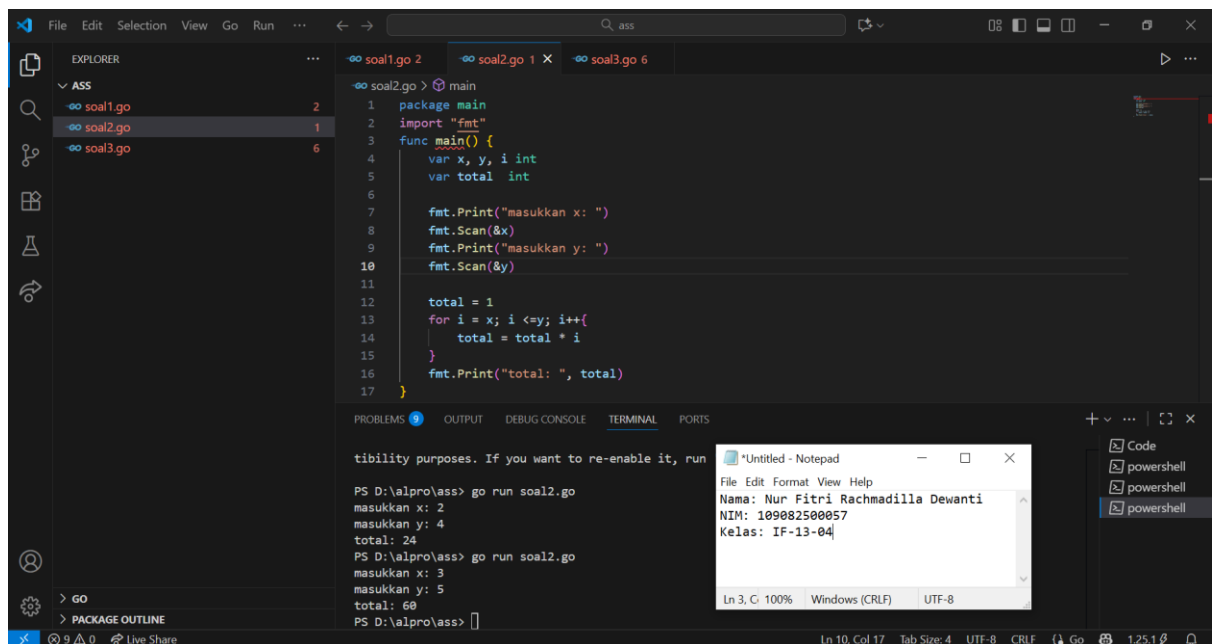 File Edit Selection View Go Run ··· ass
EXPLORER ···
ASS
soal1.go 2
soal2.go 1
soal3.go 6
GO
PACKAGE OUTLINE
soal1.go 2 soal2.go 1 soal3.go 6
soal2.go > main
1 package main
2 import "fmt"
3 func main() {
4 var x, y, i int
5 var total  int
6
7 fmt.Print("masukkan x: ")
8 fmt.Scan(&x)
9 fmt.Print("masukkan y: ")
10 fmt.Scan(&y)
11
12 total = 1
13 for i = x; i <=y; i++{
14 total = total * i
15 }
16 fmt.Print("total: ", total)
17 }
PROBLEMS 9 OUTPUT DEBUG CONSOLE TERMINAL PORTS
tibility purposes. If you want to re-enable it, run
PS D:\alpro\ass> go run soal2.go
masukkan x: 2
masukkan y: 4
total: 24
PS D:\alpro\ass> go run soal2.go
masukkan x: 3
masukkan y: 5
total: 60
PS D:\alpro\ass>
Code
powershell
powershell
powershell
*Untitled - Notepad
File Edit Format View Help
Nama: Nur Fitri Rachmadilla Dewanti
NIM: 109082500057
Kelas: IF-13-04
Ln 3, C 100% Windows (CRLF) UTF-8
9 0 Live Share Ln 10, Col 17 Tab Size: 4 UTF-8 CRLF Go 1.25.1